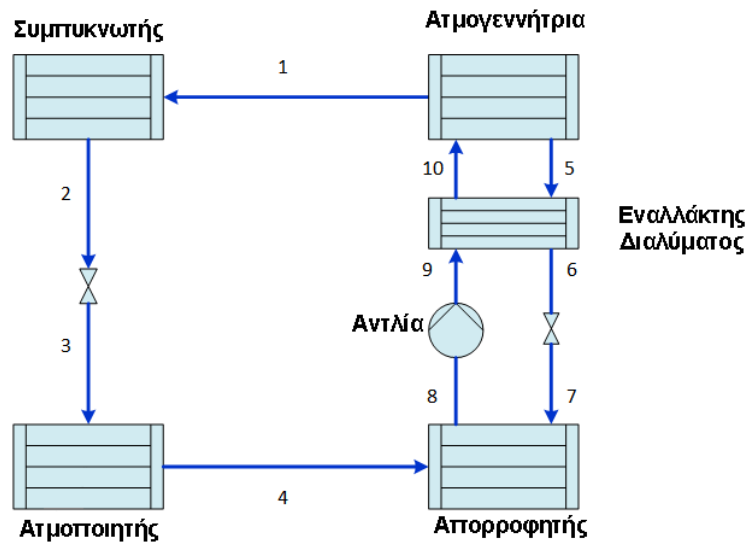 Συμπυκνωτής
Ατμογεννήτρια
1
2
10
5
Εναλλάκτης
Διαλύματος
9
6
Αντλία
3
8
7
4
Ατμοποιητής
Απορροφητής